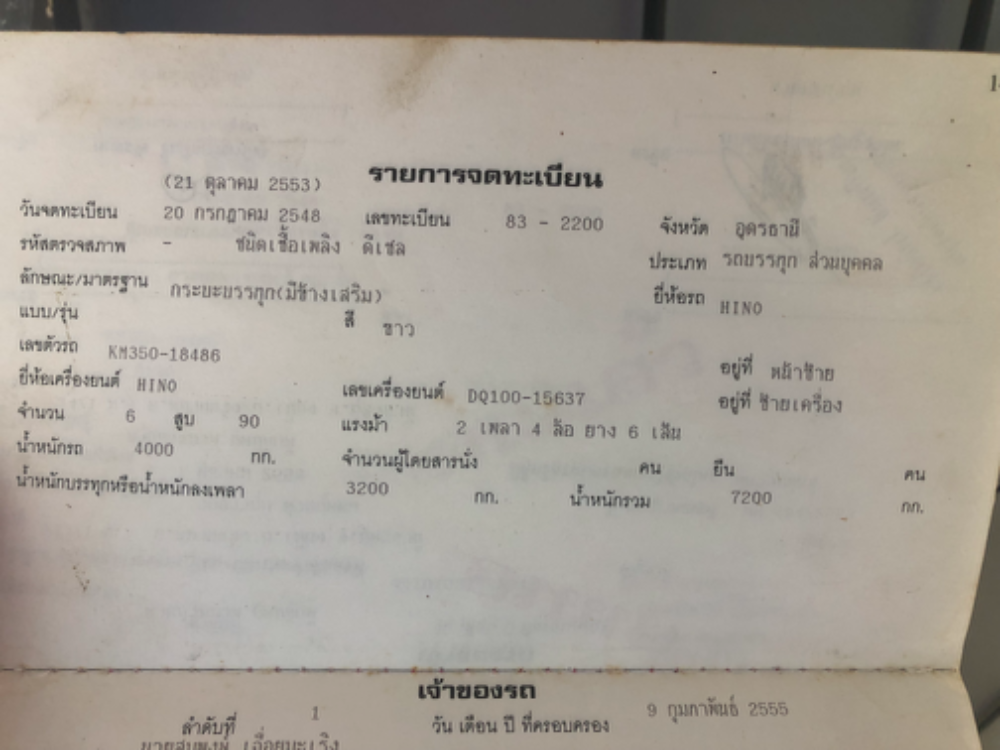 รายการจดทะเบียน
(21 ตุลาคม 2553)
วันจดทะเบียน 20 กรกฎาคม 2548 เลขทะเบียน 83 - 2200 จังหวัด อุดรธานี
รหัสตรวจสภาพ - ชนิดเชื้อเพลิง ดีเซล ประเภท รถบรรทุก ส่วนบุคคล
ลักษณะ/มาตรฐาน กระบะบรรทุก(มีข้างเสริม) ยี่ห้อรถ HINO
แบบ/รุ่น สี ขาว
เลขตัวรถ KM350-18486 อยู่ที่ หน้าซ้าย
ยี่ห้อเครื่องยนต์ HINO เลขเครื่องยนต์ DQ100-15637 อยู่ที่ ซ้ายเครื่อง
จำนวน 6 สูบ 90 แรงม้า 2 เพลา 4 ล้อ ยาง 6 เส้น
น้ำหนักรถ 4000 กก. จำนวนผู้โดยสารนั่ง คน ยืน คน
น้ำหนักบรรทุกหรือน้ำหนักลงเพลา 3200 กก. น้ำหนักรวม 7200 กก.
เจ้าของรถ
ลำดับที่ 1 วัน เดือน ปี ที่ครอบครอง 9 กุมภาพันธ์ 2555